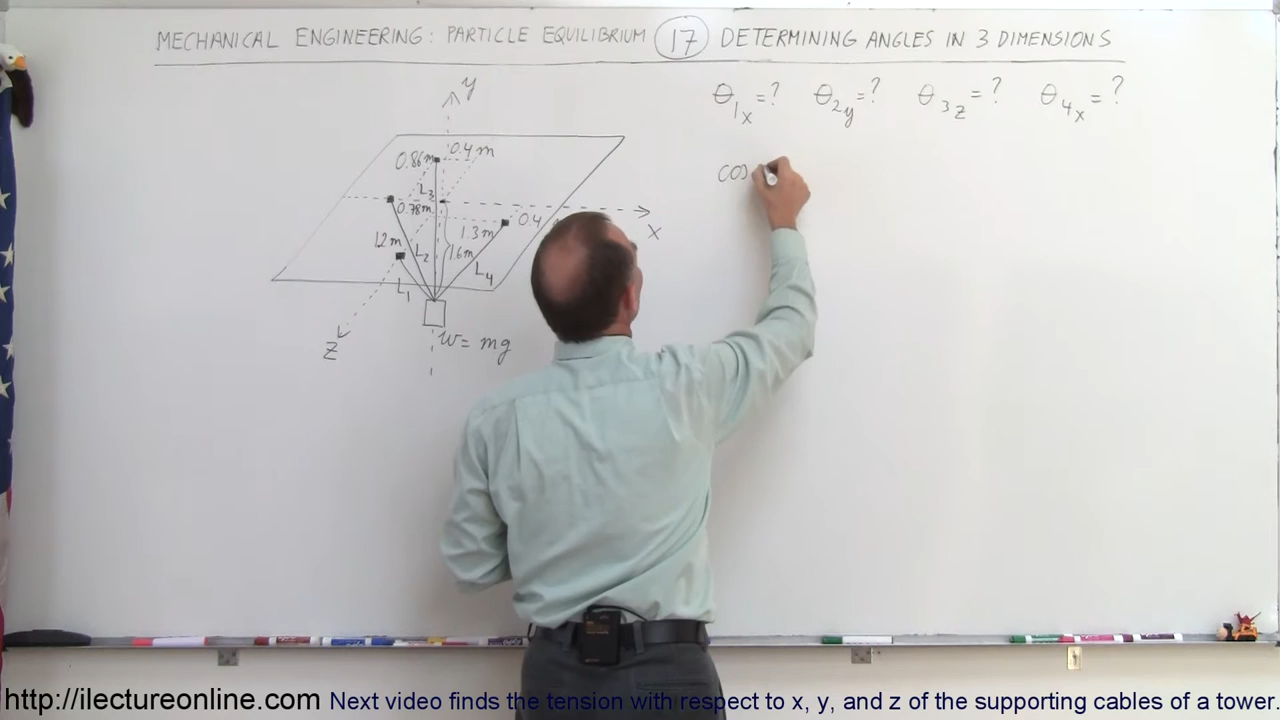 MECHANICAL ENGINEERING: PARTICLE EQUILIBRIUM 17 DETERMINING ANGLES IN 3 DIMENSIONS
θ1x=? θ2y=? θ3z=? θ4x=?
y
0.86m 0.4m
cos
L3
0.78m
0.4
x
1.2m 1.3m
L2 1.6m
L4
L1
z
W=mg
http://ilectureonline.com Next video finds the tension with respect to x, y, and z of the supporting cables of a tower.